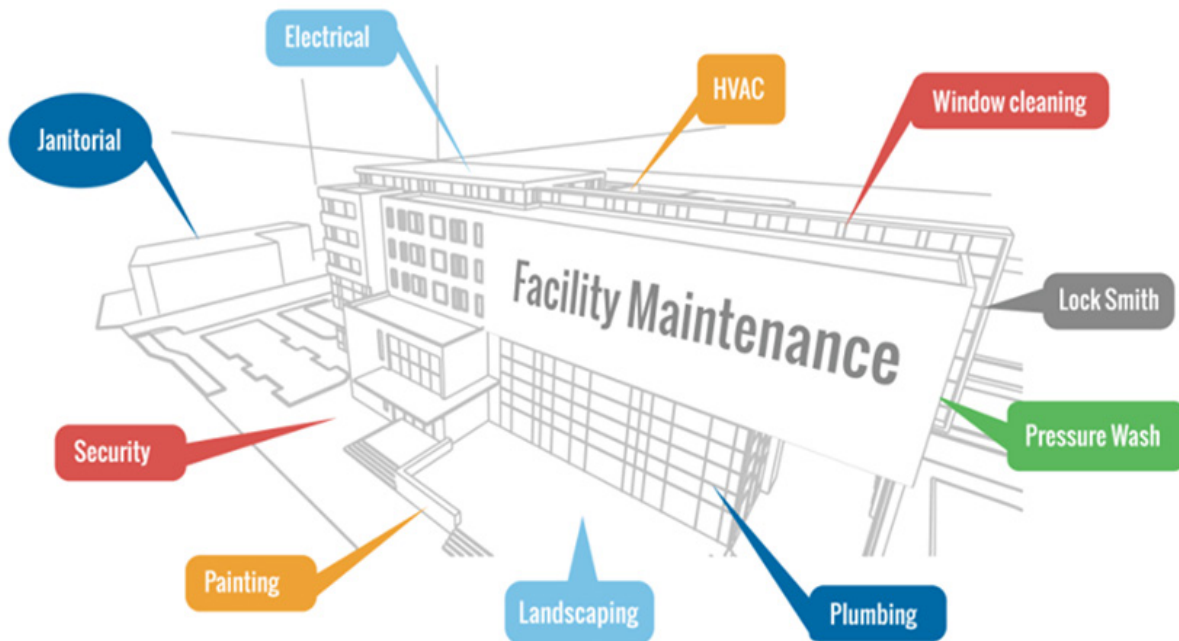 Electrical
HVAC
Window cleaning
Janitorial
Facility Maintenance
Lock Smith
Pressure Wash
Security
Painting
Landscaping
Plumbing